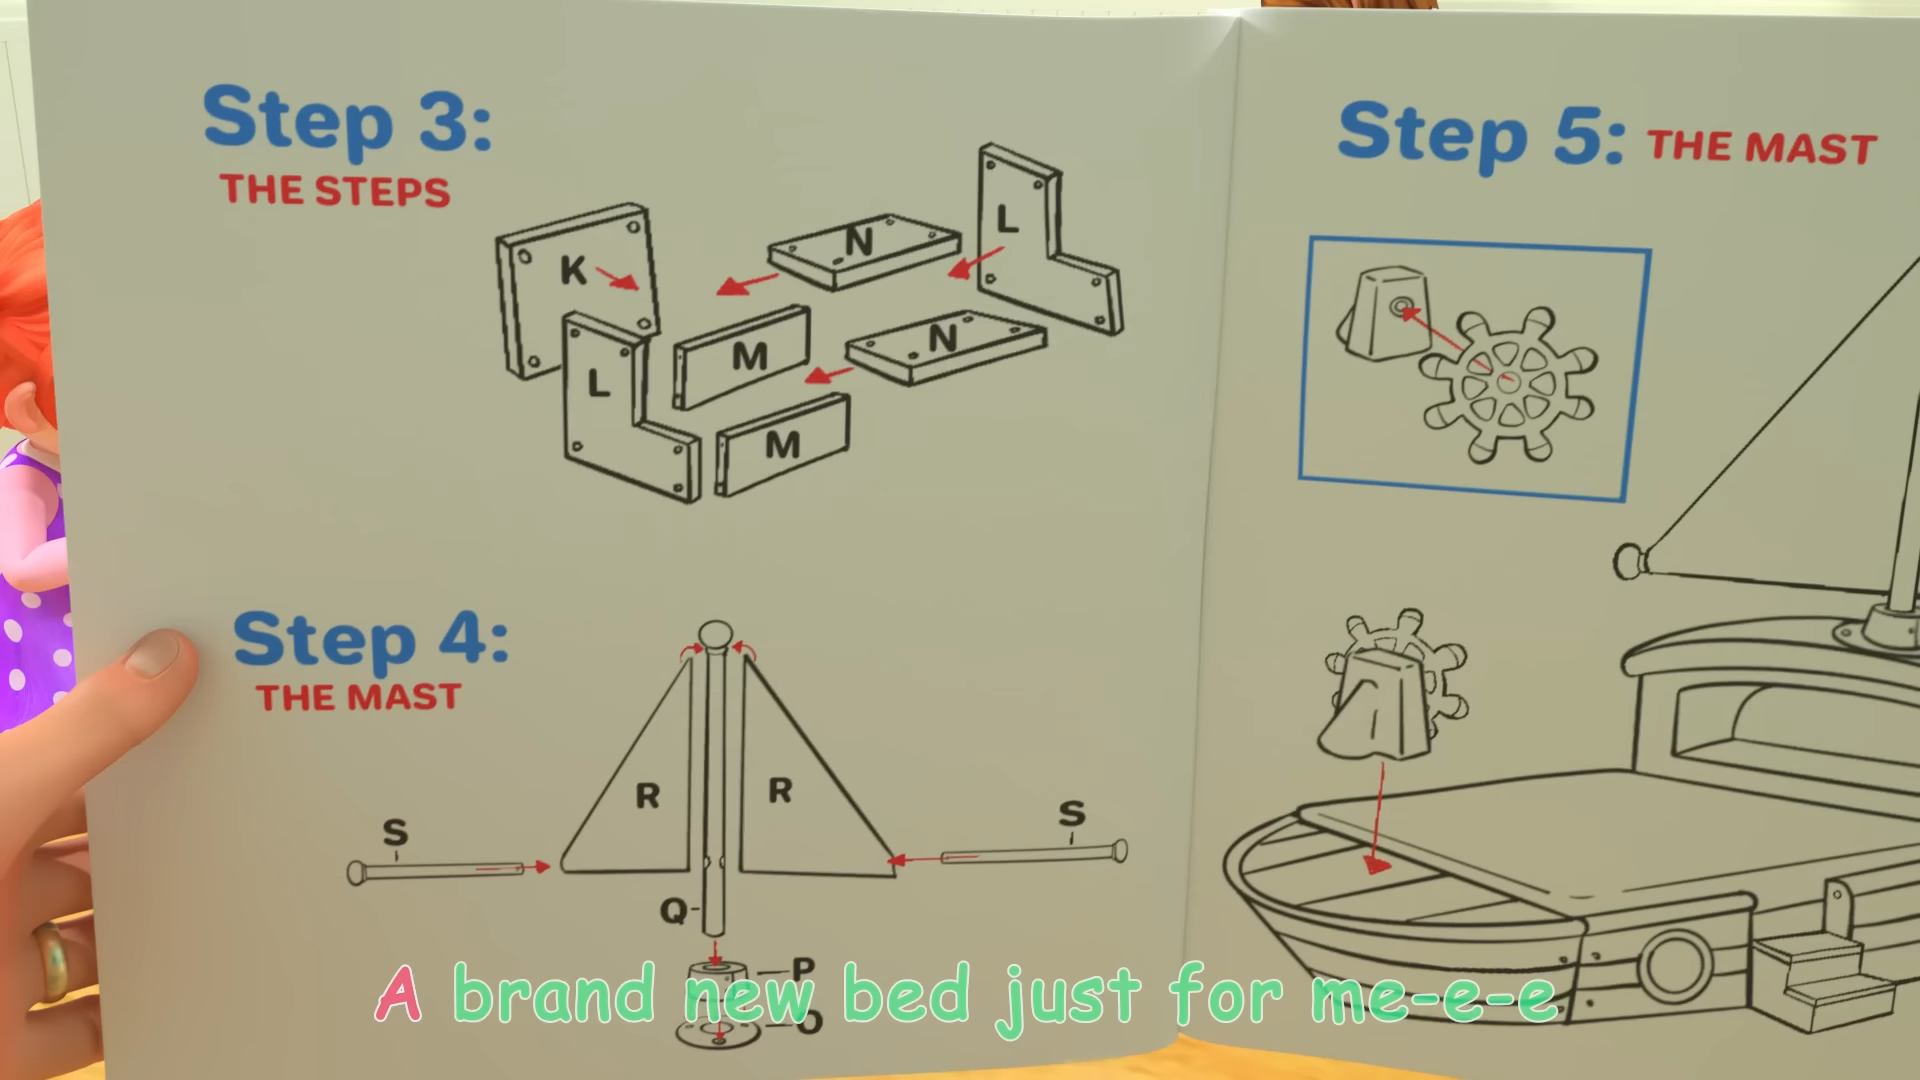 Step 3:
THE STEPS
K
N
L
L
M
N
M
Step 4:
THE MAST
R
R
S
S
Q
P
O
Step 5: THE MAST
A brand new bed just for me-e-e